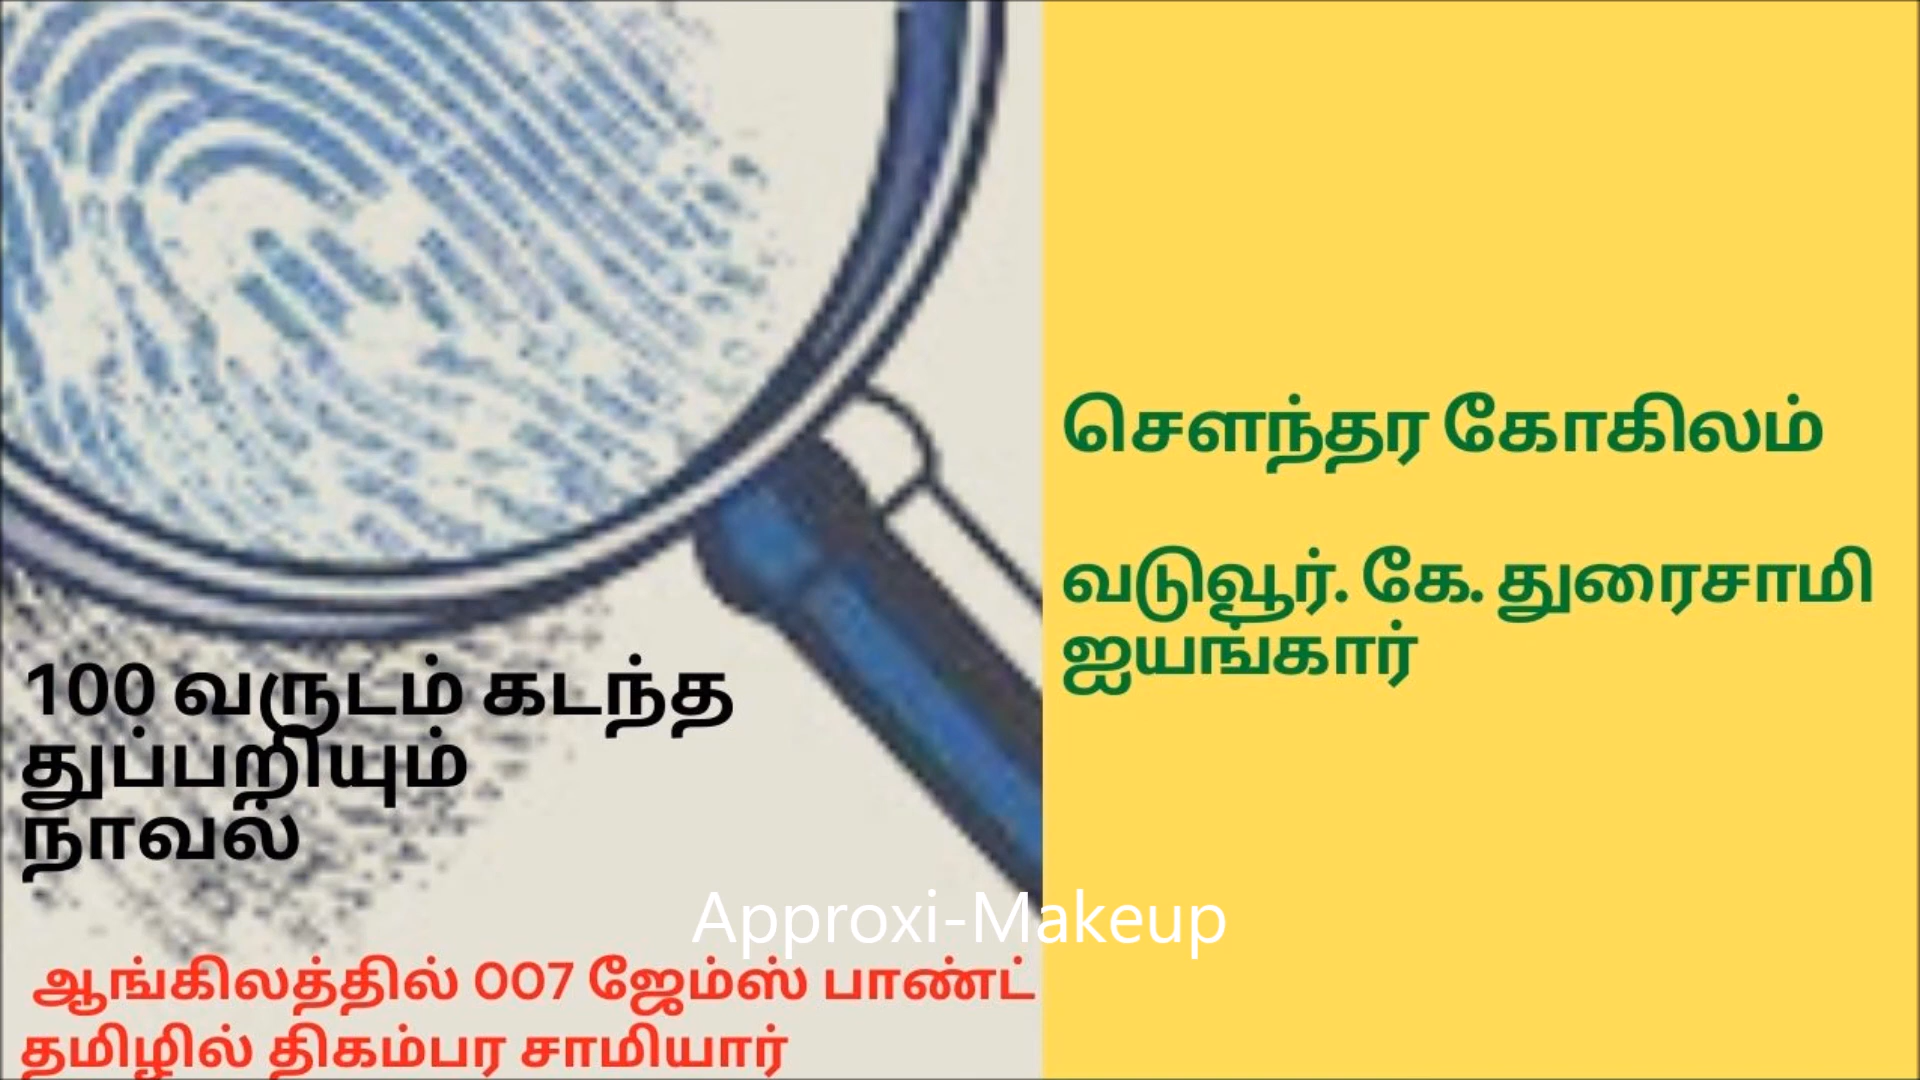 100 வருடம் கடந்த
துப்பறியும்
நாவல்
ஆங்கிலத்தில் 007 ஜேம்ஸ் பாண்ட்
தமிழில் திகம்பர சாமியார்
Approxi-Makeup
சௌந்தர கோகிலம்
வடுவூர். கே. துரைசாமி
ஐயங்கார்